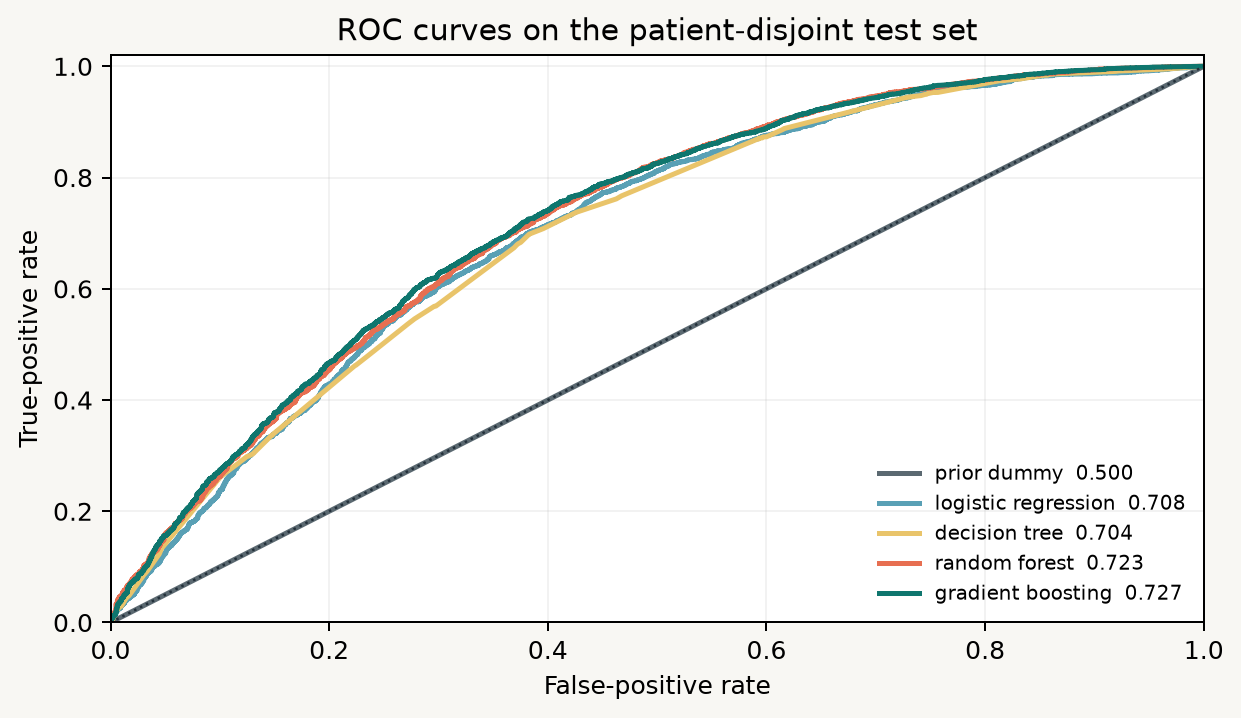 ROC curves on the patient-disjoint test set
True-positive rate
1.0
0.8
0.6
0.4
0.2
0.0
prior dummy 0.500
logistic regression 0.708
decision tree 0.704
random forest 0.723
gradient boosting 0.727
0.0 0.2 0.4 0.6 0.8 1.0
False-positive rate